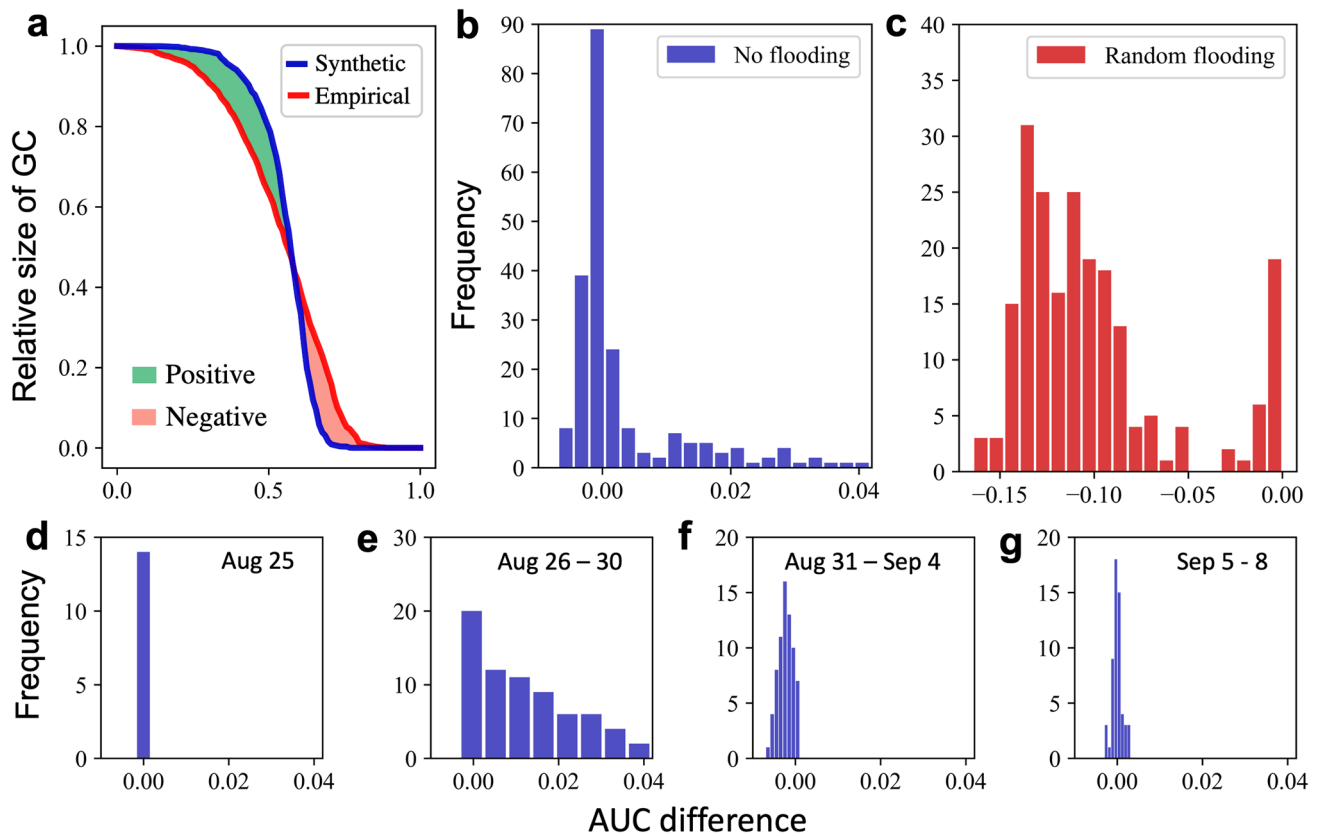 a
Relative size of GC
1.0
0.8
0.6
0.4
0.2
0.0
Synthetic
Empirical
Positive
Negative
0.0 0.5 1.0
b
Frequency
90
80
70
60
50
40
30
20
10
0
No flooding
0.00 0.02 0.04
c
40
35
30
25
20
15
10
5
0
Random flooding
−0.15 −0.10 −0.05 0.00
d
Frequency
15
10
5
0
Aug 25
0.00 0.02 0.04
e
30
20
10
0
Aug 26 – 30
0.00 0.02 0.04
f
20
15
10
5
0
Aug 31 – Sep 4
0.00 0.02 0.04
g
20
15
10
5
0
Sep 5 - 8
0.00 0.02 0.04
AUC difference